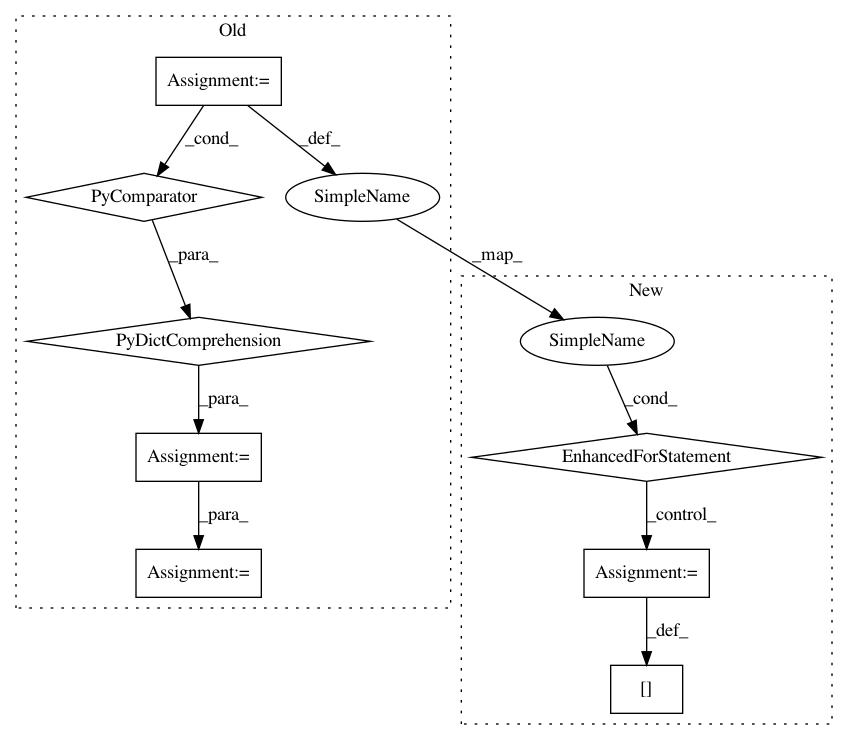 Old
Assignment:=
_cond_
_def_
PyComparator
SimpleName
_para_
_map_
New
PyDictComprehension
SimpleName
_para_
_cond_
Assignment:=
EnhancedForStatement
_para_
_control_
Assignment:=
Assignment:=
_def_
[]